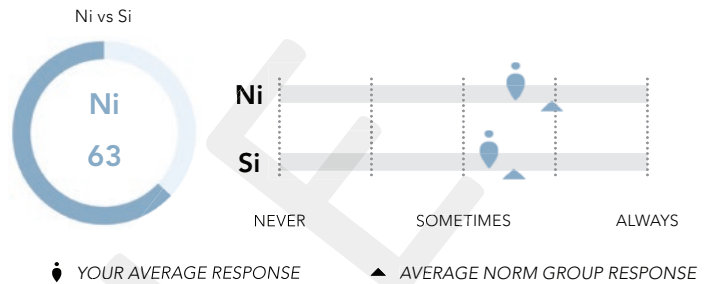 Ni vs Si
Ni
63
Ni
Si
NEVER SOMETIMES ALWAYS
YOUR AVERAGE RESPONSE AVERAGE NORM GROUP RESPONSE